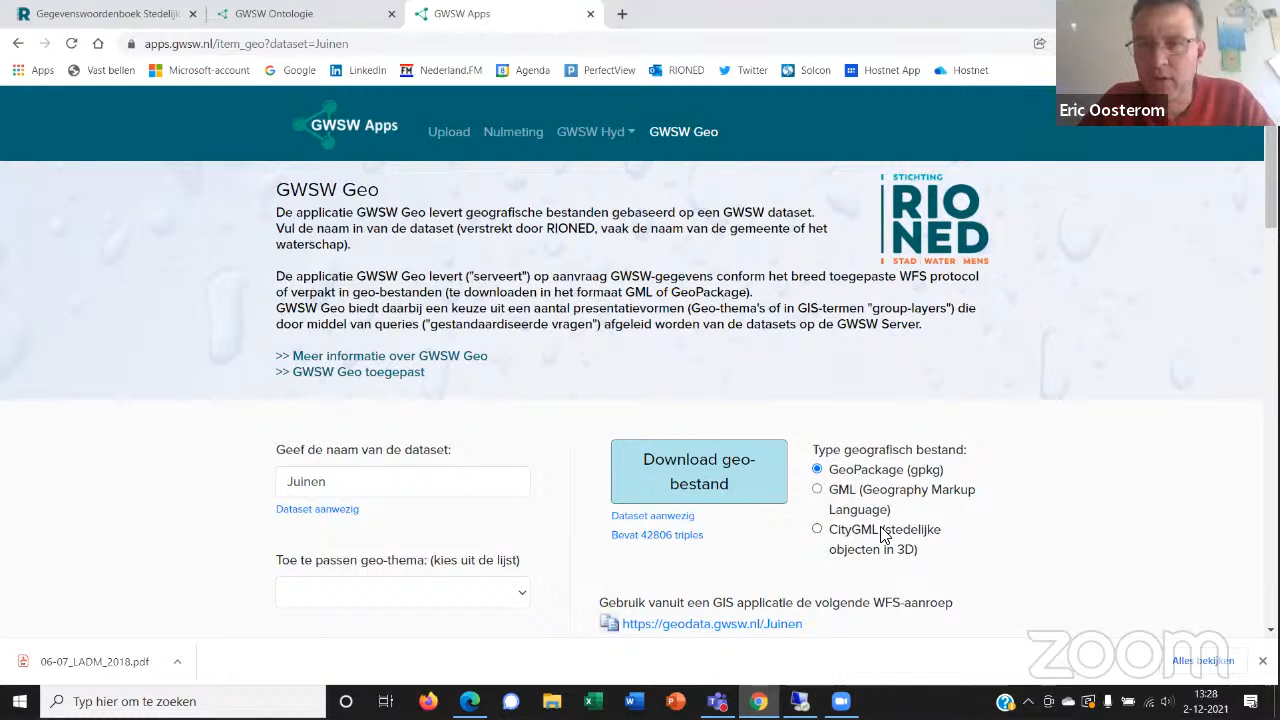 Gegevenswoordenboek Stedelijk
GWSW Ontologie
GWSW Apps
apps.gwsw.nl/item_geo?dataset=Juinen
Apps
Vast bellen
Microsoft-account
Google
LinkedIn
Nederland.FM
Agenda
PerfectView
RIONED
Twitter
Solcon
Hostnet App
Hostnet
Eric Oosterom
GWSW Apps
Upload
Nulmeting
GWSW Hyd
GWSW Geo
GWSW Geo
De applicatie GWSW Geo levert geografische bestanden gebaseerd op een GWSW dataset.
Vul de naam in van de dataset (verstrekt door RIONED, vaak de naam van de gemeente of het
waterschap).
STICHTING
RIO
NED
STAD WATER MENS
De applicatie GWSW Geo levert ("serveert") op aanvraag GWSW-gegevens conform het breed toegepaste WFS protocol
of verpakt in geo-bestanden (te downloaden in het formaat GML of GeoPackage).
GWSW Geo biedt daarbij een keuze uit een aantal presentatievormen (Geo-thema's of in GIS-termen "group-layers") die
door middel van queries ("gestandaardiseerde vragen") afgeleid worden van de datasets op de GWSW Server.
>> Meer informatie over GWSW Geo
>> GWSW Geo toegepast
Geef de naam van de dataset:
Juinen
Dataset aanwezig
Toe te passen geo-thema: (kies uit de lijst)
Download geo-
bestand
Dataset aanwezig
Bevat 42806 triples
Type geografisch bestand:
GeoPackage (gpkg)
GML (Geography Markup
Language)
CityGML (stedelijke
objecten in 3D)
Gebruik vanuit een GIS applicatie de volgende WFS-aanroep
https://geodata.gwsw.nl/Juinen
06-07_LADM_2018.pdf
Alles bekijken
zoom
Typ hier om te zoeken
13:28
2-12-2021